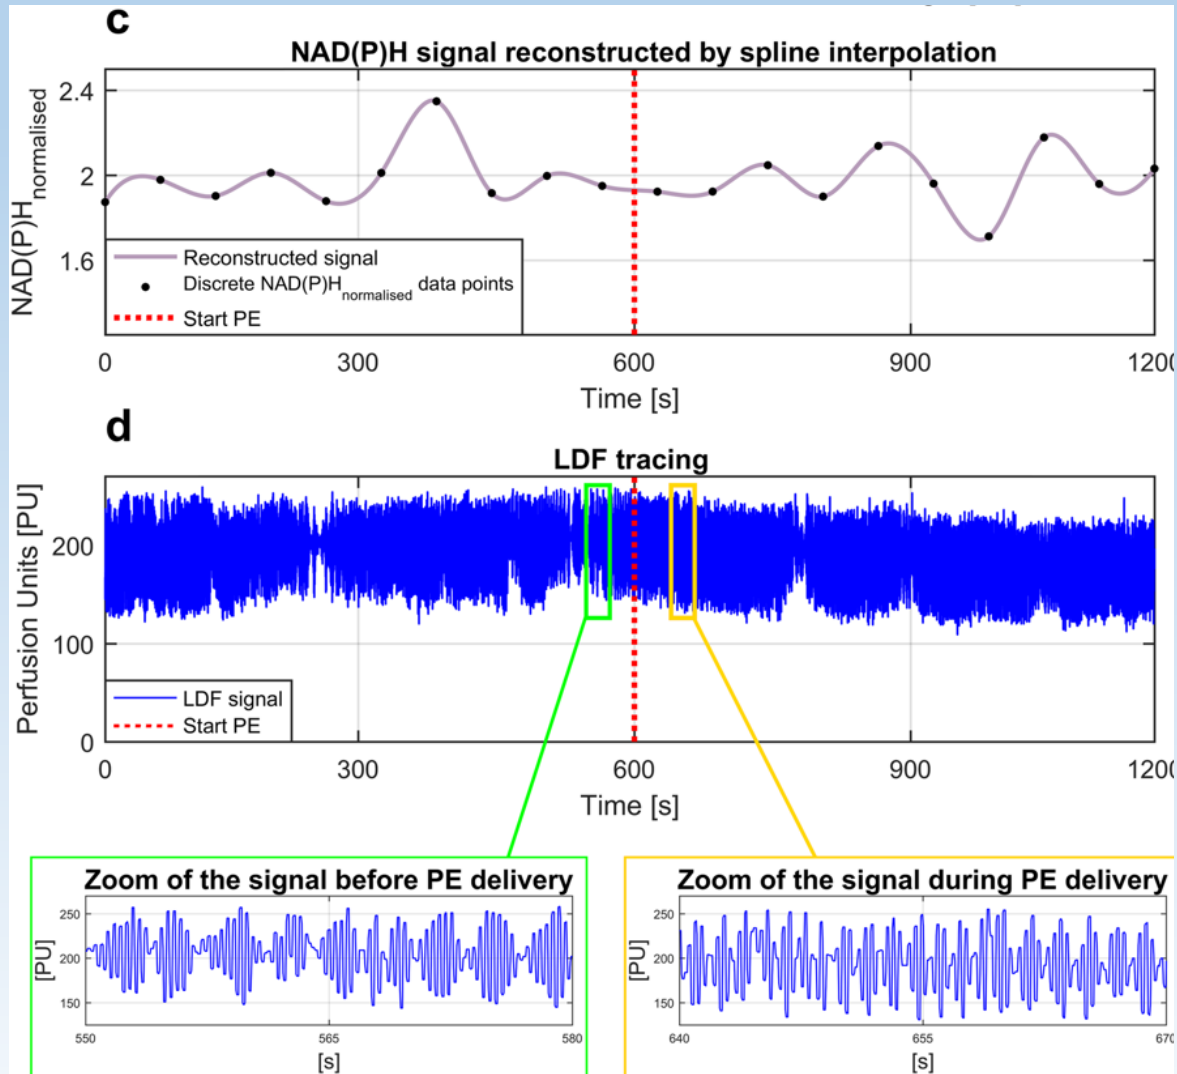 c
NAD(P)H signal reconstructed by spline interpolation
NAD(P)Hnormalised
2.4
2
1.6
Reconstructed signal
Discrete NAD(P)Hnormalised data points
Start PE
0 300 600 900 1200
Time [s]
d
LDF tracing
Perfusion Units [PU]
200
100
0
LDF signal
Start PE
0 300 600 900 1200
Time [s]
Zoom of the signal before PE delivery
[PU]
250
200
150
550 565 580
[s]
Zoom of the signal during PE delivery
[PU]
250
200
150
640 655 670
[s]